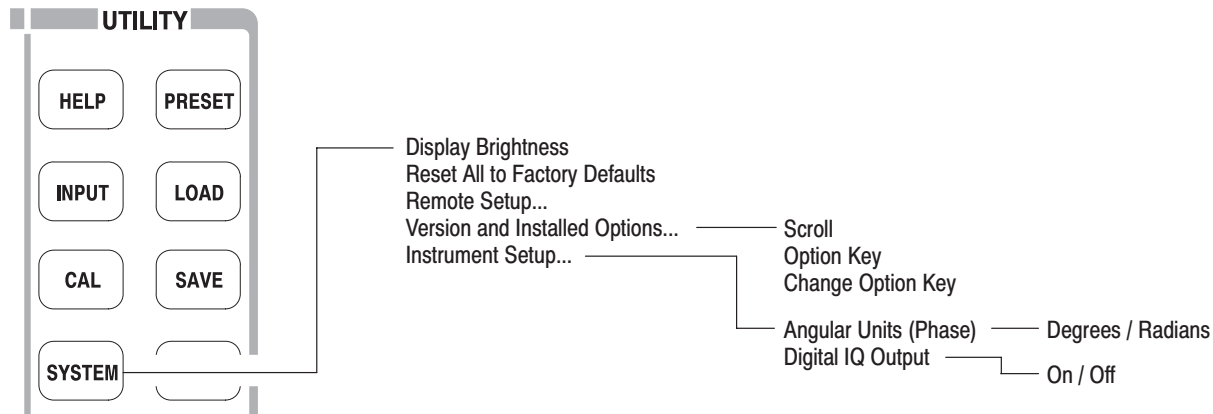 UTILITY
HELP
PRESET
INPUT
LOAD
CAL
SAVE
SYSTEM
Display Brightness
Reset All to Factory Defaults
Remote Setup...
Version and Installed Options...
Instrument Setup...
Scroll
Option Key
Change Option Key
Angular Units (Phase)
Degrees / Radians
Digital IQ Output
On / Off